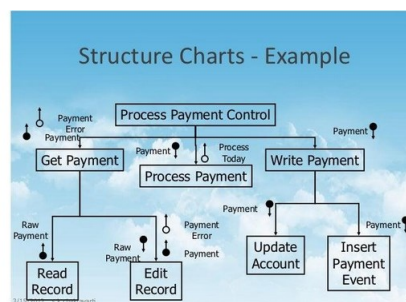 Structure Charts - Example
Process Payment Control
Payment
Error
Payment
Get Payment
Payment
Process
Today
Process Payment
Payment
Write Payment
Raw
Payment
Read
Record
Raw
Payment
Payment
Error
Payment
Edit
Record
Payment
Update
Account
Payment
Insert
Payment
Event